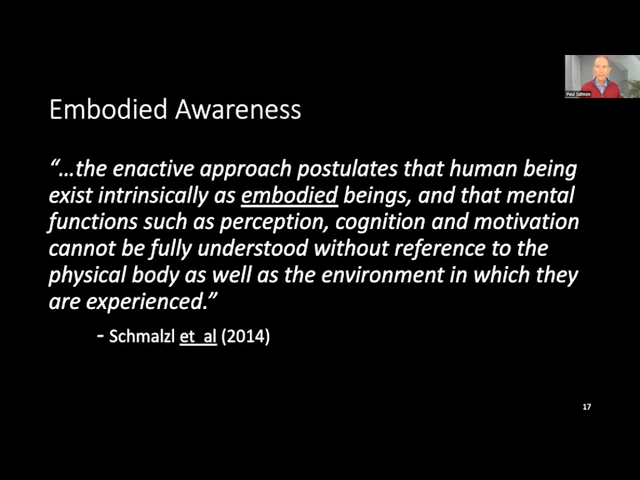 Embodied Awareness
“...the enactive approach postulates that human being
exist intrinsically as embodied beings, and that mental
functions such as perception, cognition and motivation
cannot be fully understood without reference to the
physical body as well as the environment in which they
are experienced.”
- Schmalzl et al (2014)
Paul Salmon
17